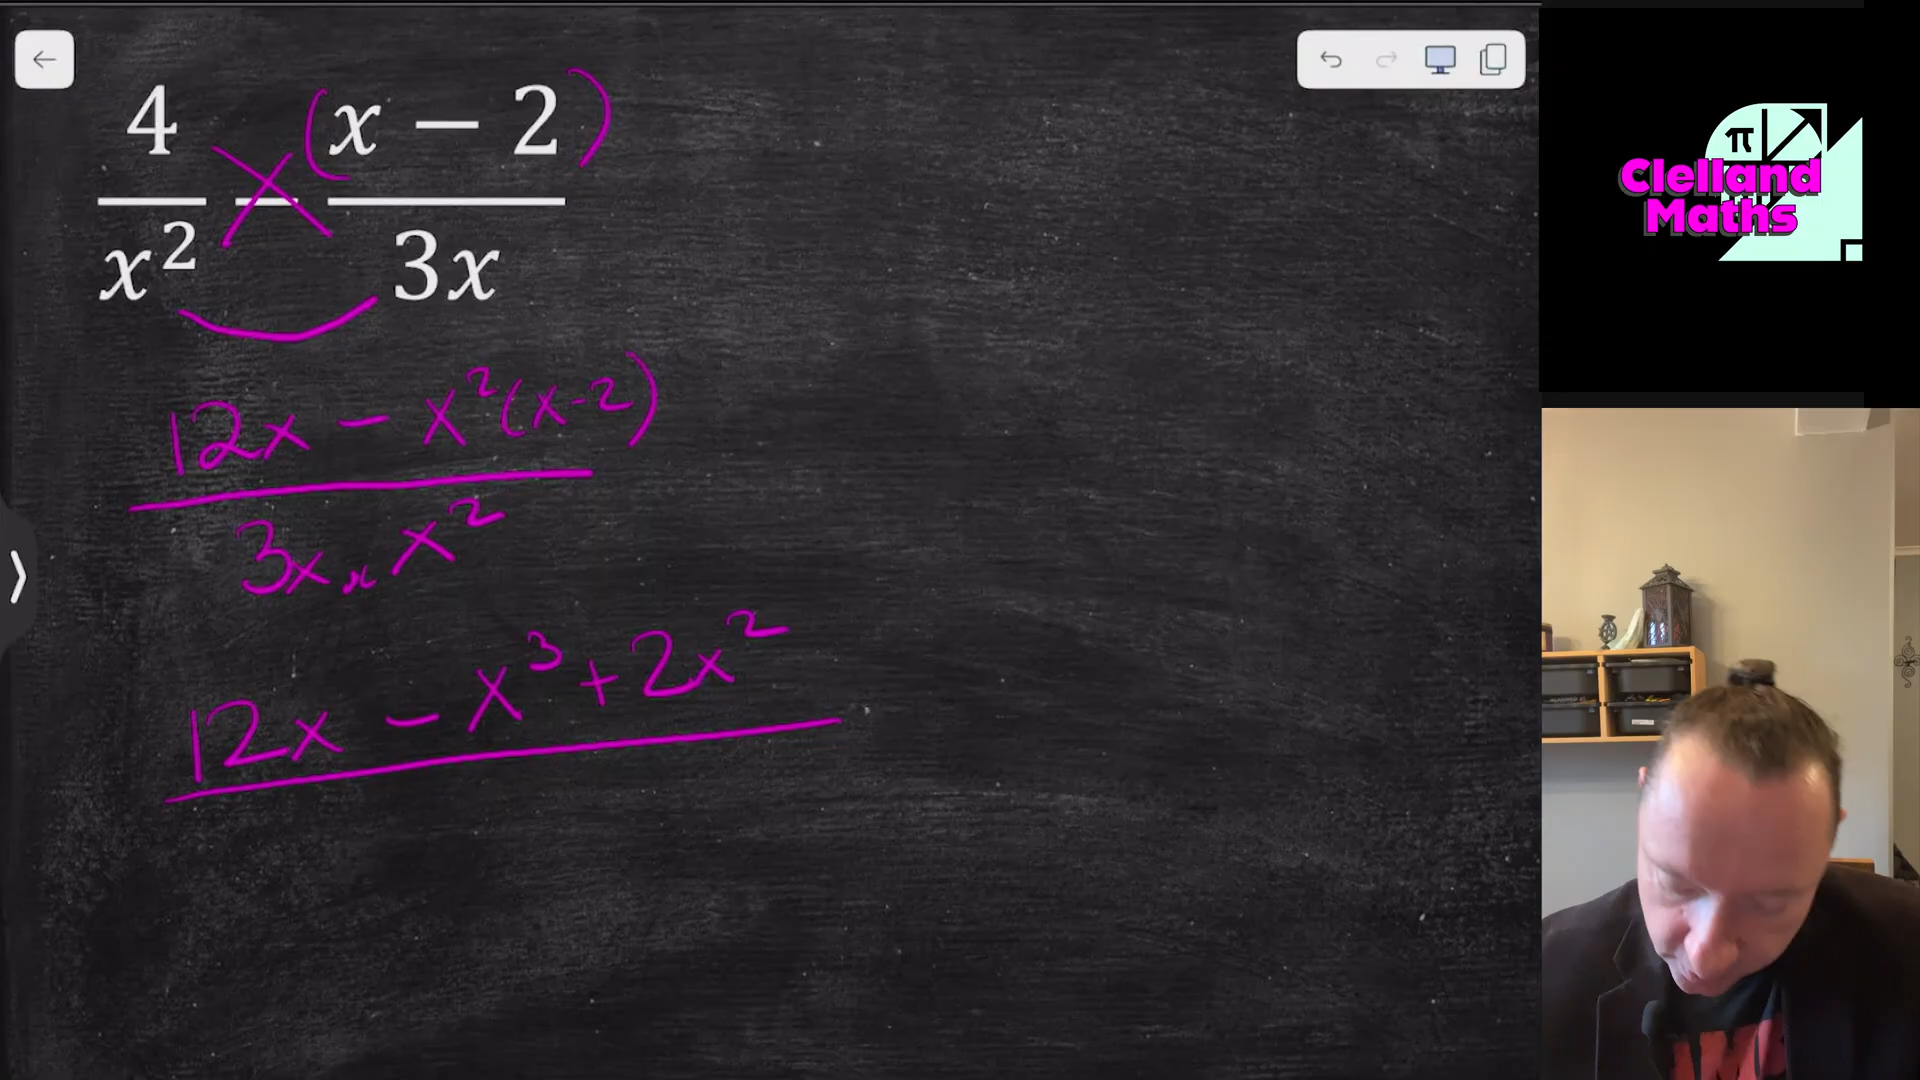 4/x² − (x − 2)/3x
12x − x²(x-2)
3x × x²
12x − x³ + 2x²
π
Clelland
Maths